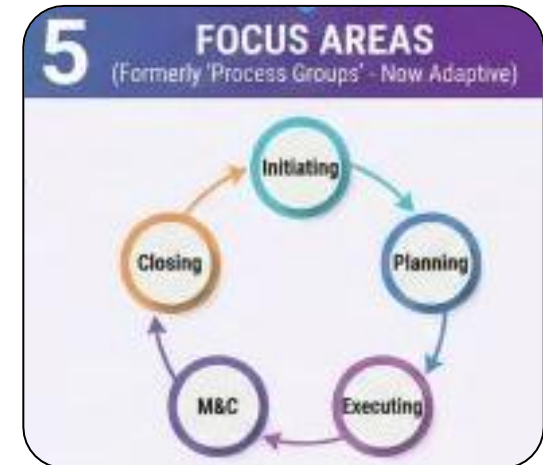 5
FOCUS AREAS
(Formerly 'Process Groups' - Now Adaptive)
Initiating
Planning
Executing
M&C
Closing